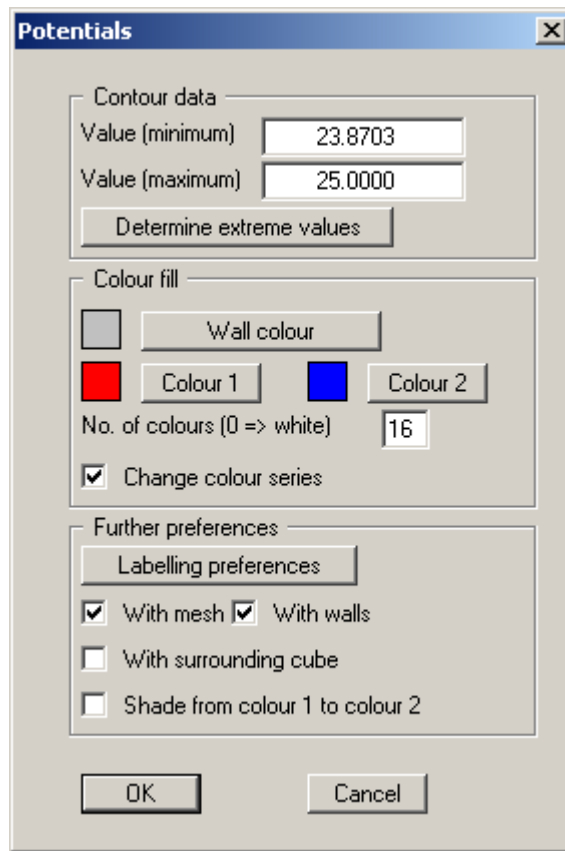 Potentials
Contour data
Value (minimum) 23.8703
Value (maximum) 25.0000
Determine extreme values
Colour fill
Wall colour
Colour 1 Colour 2
No. of colours (0 => white) 16
Change colour series
Further preferences
Labelling preferences
With mesh With walls
With surrounding cube
Shade from colour 1 to colour 2
OK Cancel